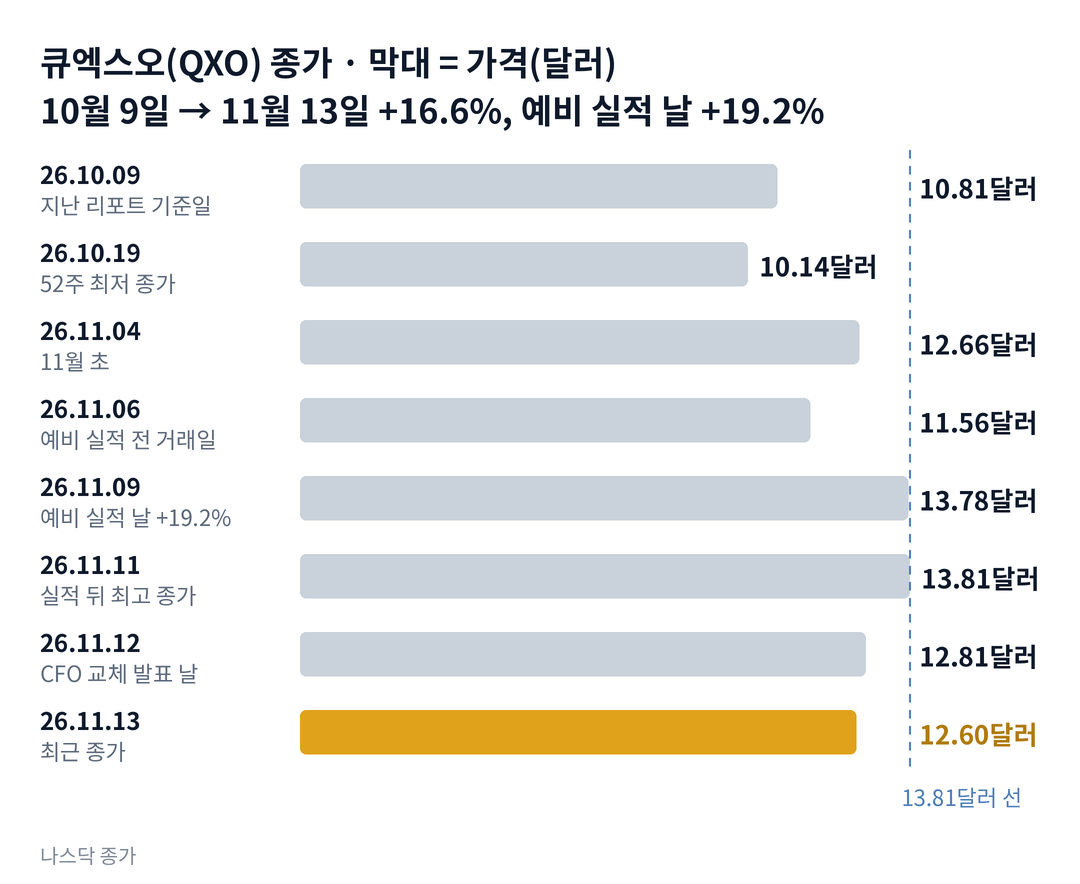 큐엑스오(QXO) 종가 · 막대 = 가격(달러)
10월 9일 → 11월 13일 +16.6%, 예비 실적 날 +19.2%
26.10.09
지난 리포트 기준일
10.81달러
26.10.19
52주 최저 종가
10.14달러
26.11.04
11월 초
12.66달러
26.11.06
예비 실적 전 거래일
11.56달러
26.11.09
예비 실적 날 +19.2%
13.78달러
26.11.11
실적 뒤 최고 종가
13.81달러
26.11.12
CFO 교체 발표 날
12.81달러
26.11.13
최근 종가
12.60달러
13.81달러 선
나스닥 종가